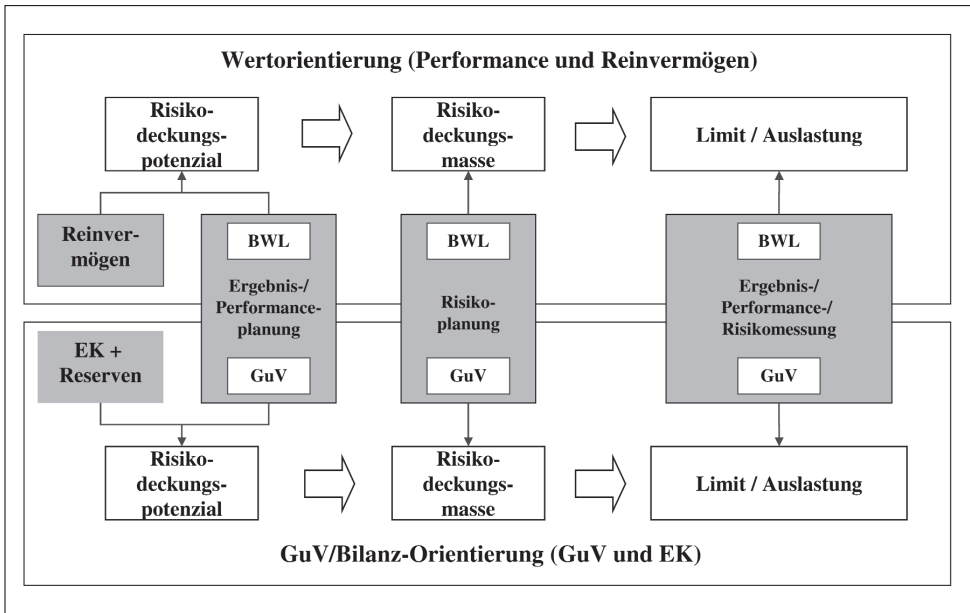 Wertorientierung (Performance und Reinvermögen)
Risiko-
deckungs-
potenzial
Risiko-
deckungs-
masse
Limit / Auslastung
Reinver-
mögen
BWL
Ergebnis-/
Performance-
planung
GuV
BWL
Risiko-
planung
GuV
BWL
Ergebnis-/
Performance-/
Risikomessung
GuV
EK +
Reserven
Risiko-
deckungs-
potenzial
Risiko-
deckungs-
masse
Limit / Auslastung
GuV/Bilanz-Orientierung (GuV und EK)